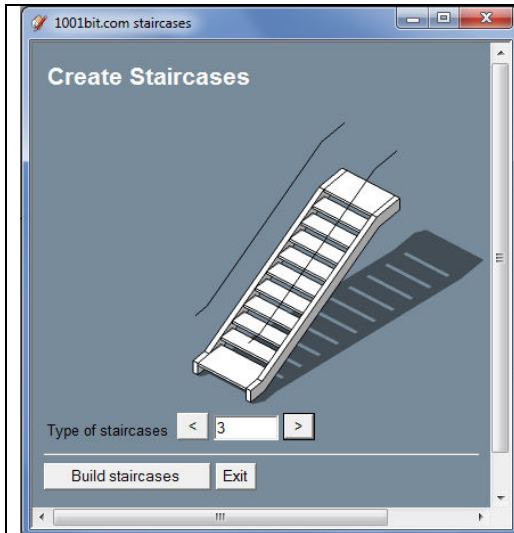 1001bit.com staircases
Create Staircases
Type of staircases < 3 >
Build staircases Exit